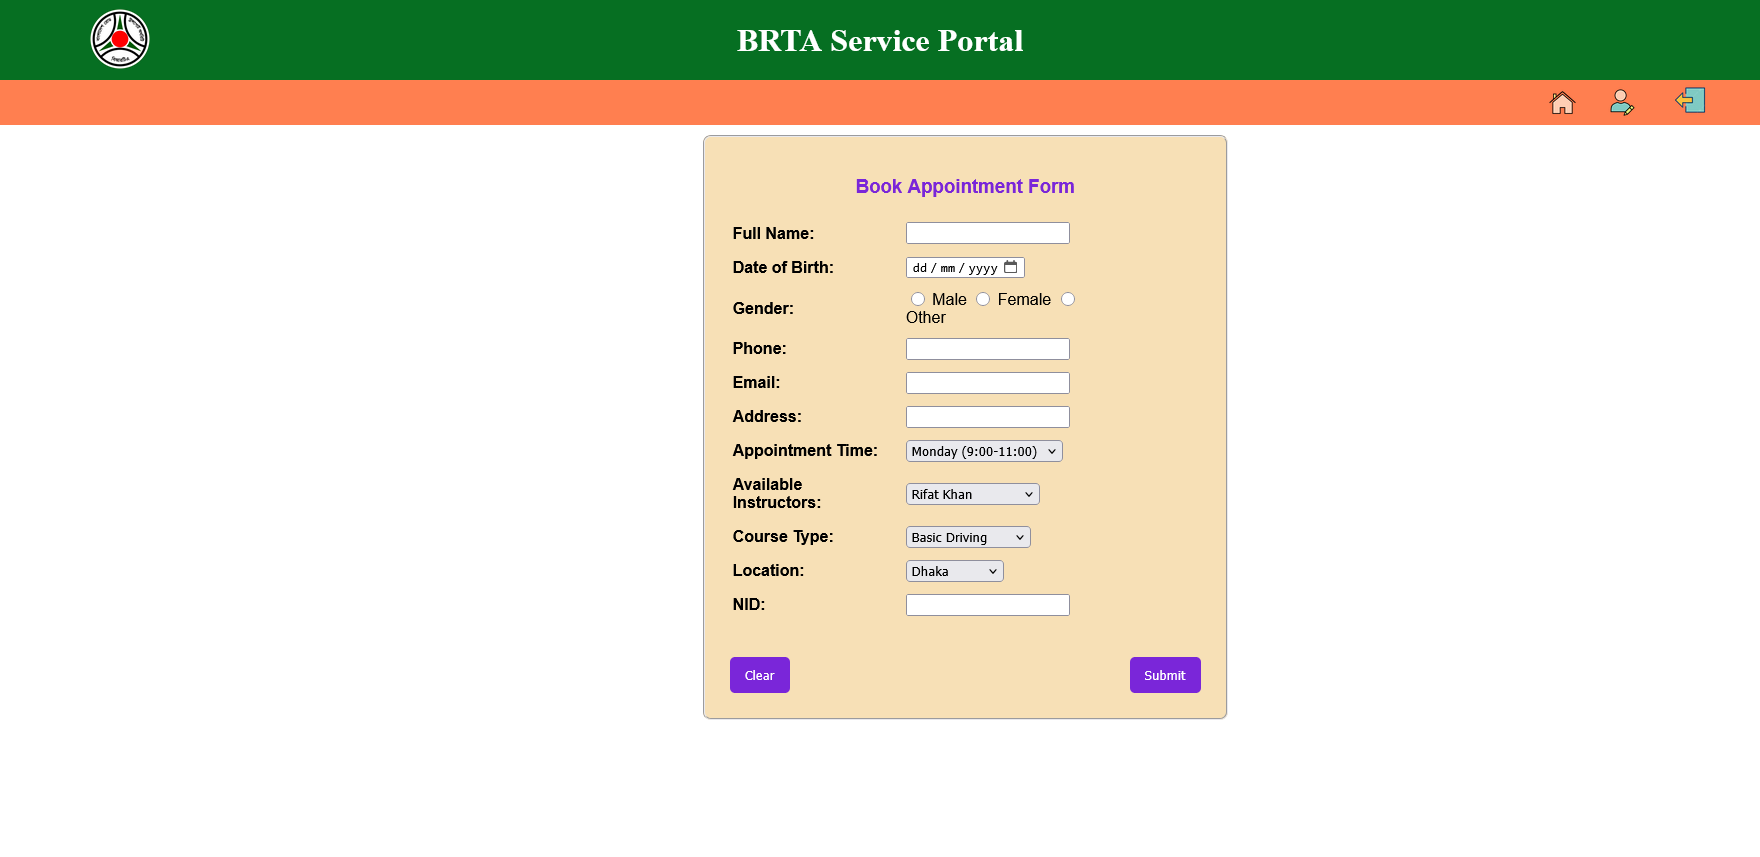 BRTA Service Portal
Book Appointment Form
Full Name:
Date of Birth: dd / mm / yyyy
Gender: Male Female
Other
Phone:
Email:
Address:
Appointment Time: Monday (9:00-11:00)
Available
Instructors: Rifat Khan
Course Type: Basic Driving
Location: Dhaka
NID:
Clear Submit